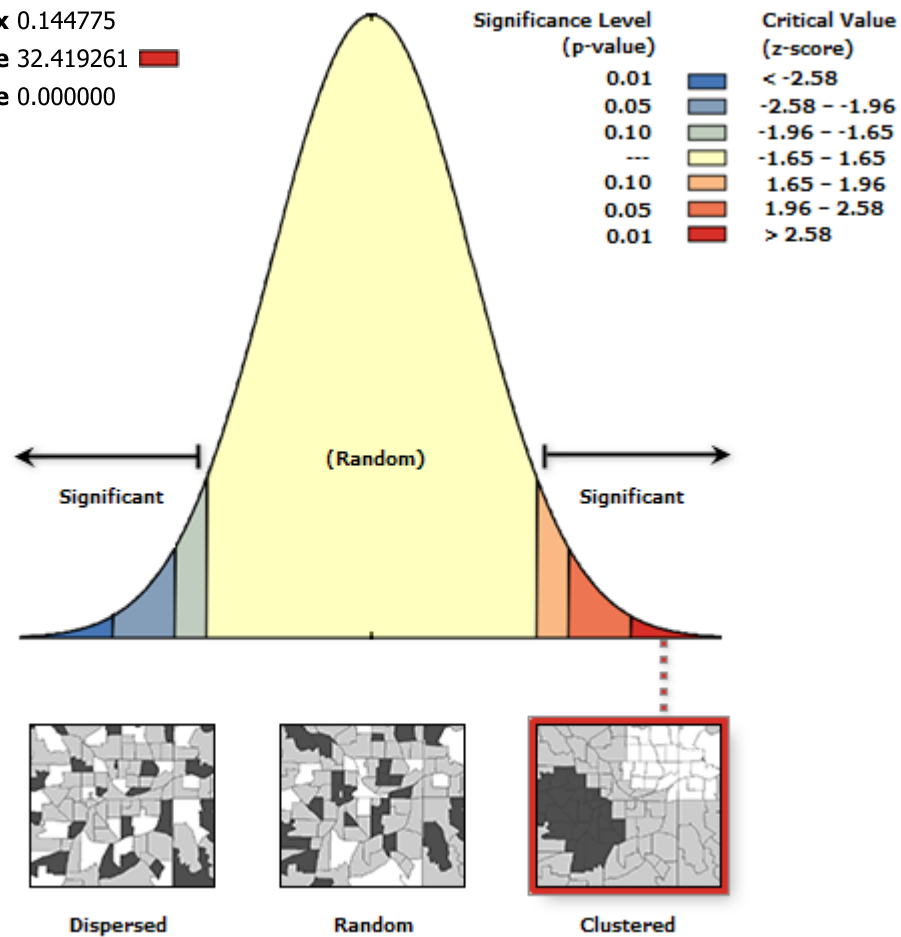 x 0.144775
e 32.419261
e 0.000000
Significance Level
(p-value)
Critical Value
(z-score)
0.01 < -2.58
0.05 -2.58 – -1.96
0.10 -1.96 – -1.65
--- -1.65 – 1.65
0.10 1.65 – 1.96
0.05 1.96 – 2.58
0.01 > 2.58
(Random)
Significant
Significant
Dispersed
Random
Clustered